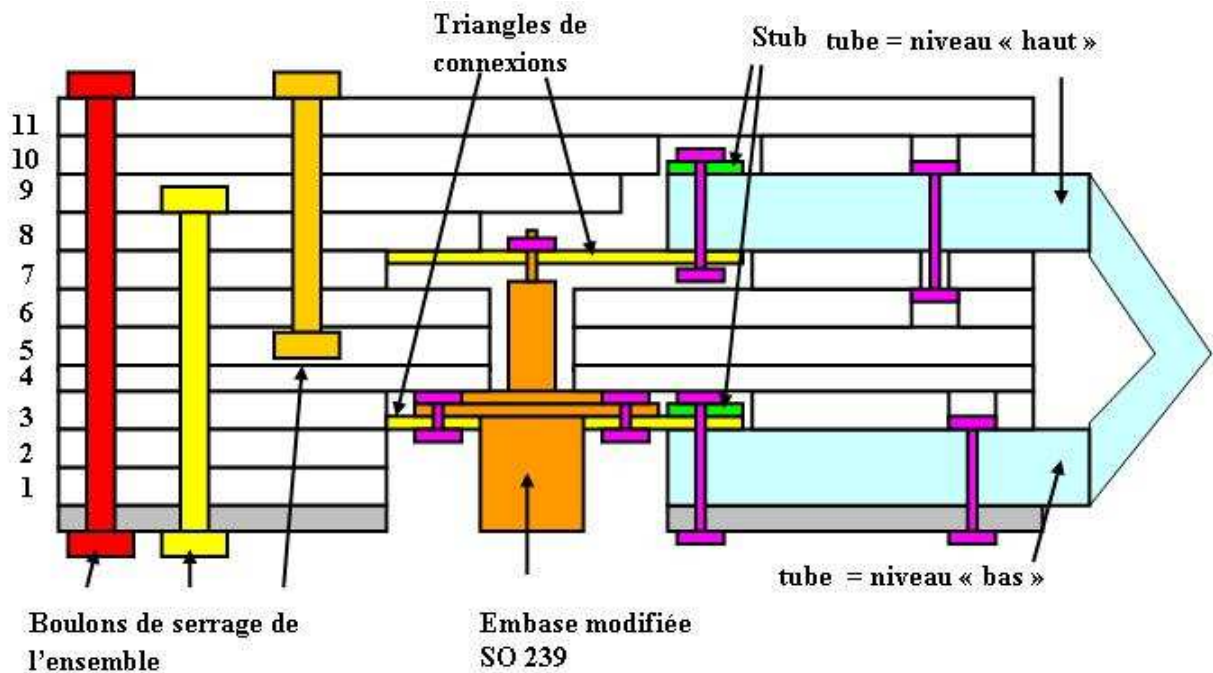 Triangles de
connexions
Stub
tube = niveau « haut »
11
10
9
8
7
6
5
4
3
2
1
tube = niveau « bas »
Boulons de serrage de
l’ensemble
Embase modifiée
SO 239